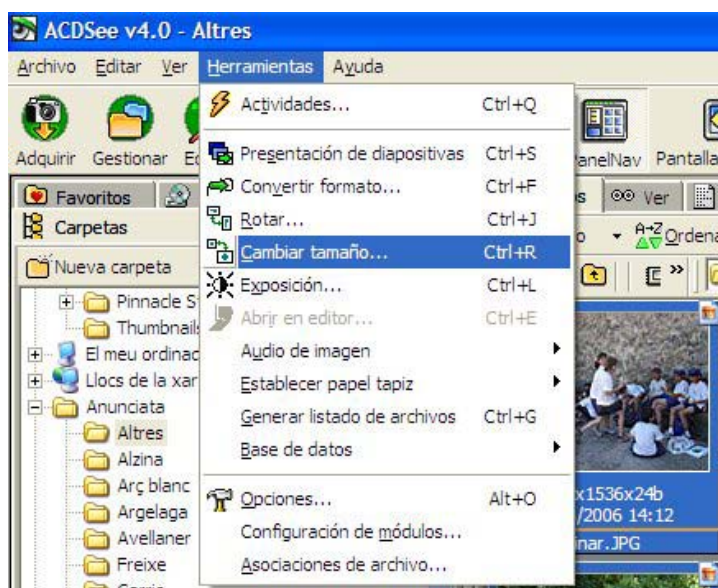 ACDSee v4.0 - Altres
Archivo Editar Ver Herramientas Ayuda
Adquirir Gestionar PanelNav Pantalla
Actividades... Ctrl+Q
Presentación de diapositivas Ctrl+S
Convertir formato... Ctrl+F
Rotar... Ctrl+J
Cambiar tamaño... Ctrl+R
Exposición... Ctrl+L
Abrir en editor... Ctrl+E
Audio de imagen
Establecer papel tapiz
Generar listado de archivos Ctrl+G
Base de datos
Opciones... Alt+O
Configuración de módulos...
Asociaciones de archivo...
Favoritos
Carpetas
Nueva carpeta
Pinnacle S
Thumbnails
El meu ordinac
Llocs de la xar
Anunciata
Altres
Alzina
Arç blanc
Argelaga
Avellaner
Freixe
Ver
Ordena
x1536x24b
/2006 14:12
inar.JPG